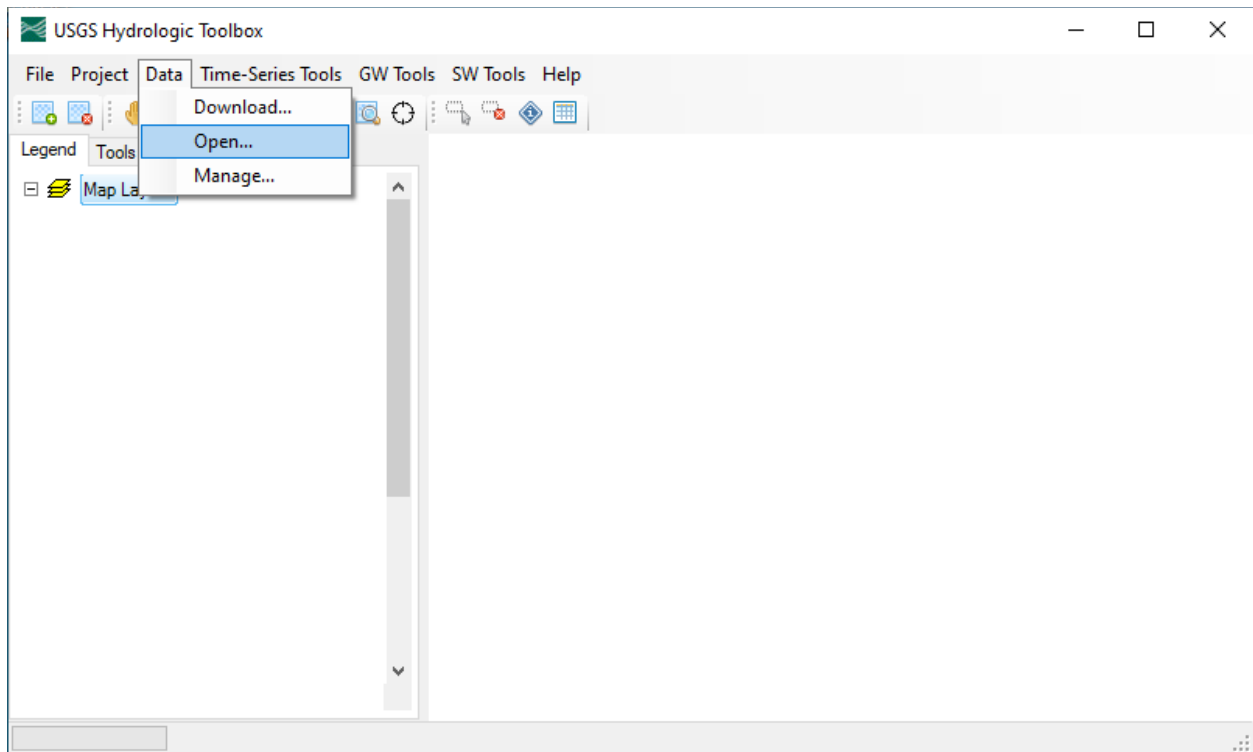 USGS Hydrologic Toolbox
File Project Data Time-Series Tools GW Tools SW Tools Help
Download...
Open...
Manage...
Legend Tools
Map La